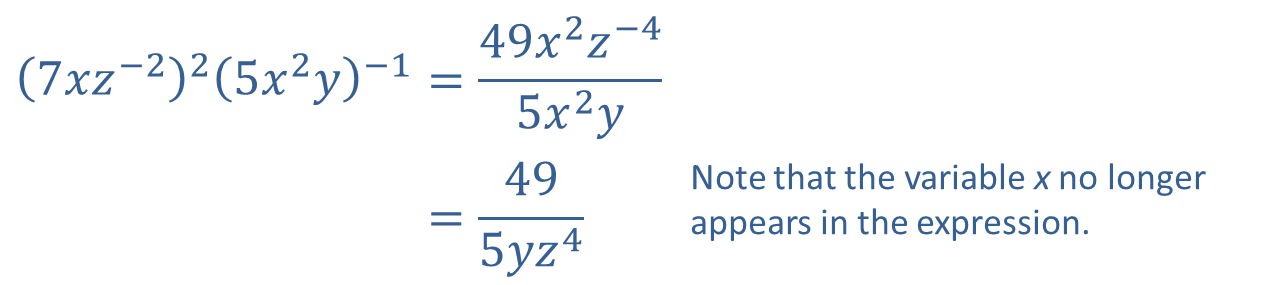 (7xz⁻²)²(5x²y)⁻¹ = 49x²z⁻⁴ / 5x²y
= 49 / 5yz⁴
Note that the variable x no longer
appears in the expression.